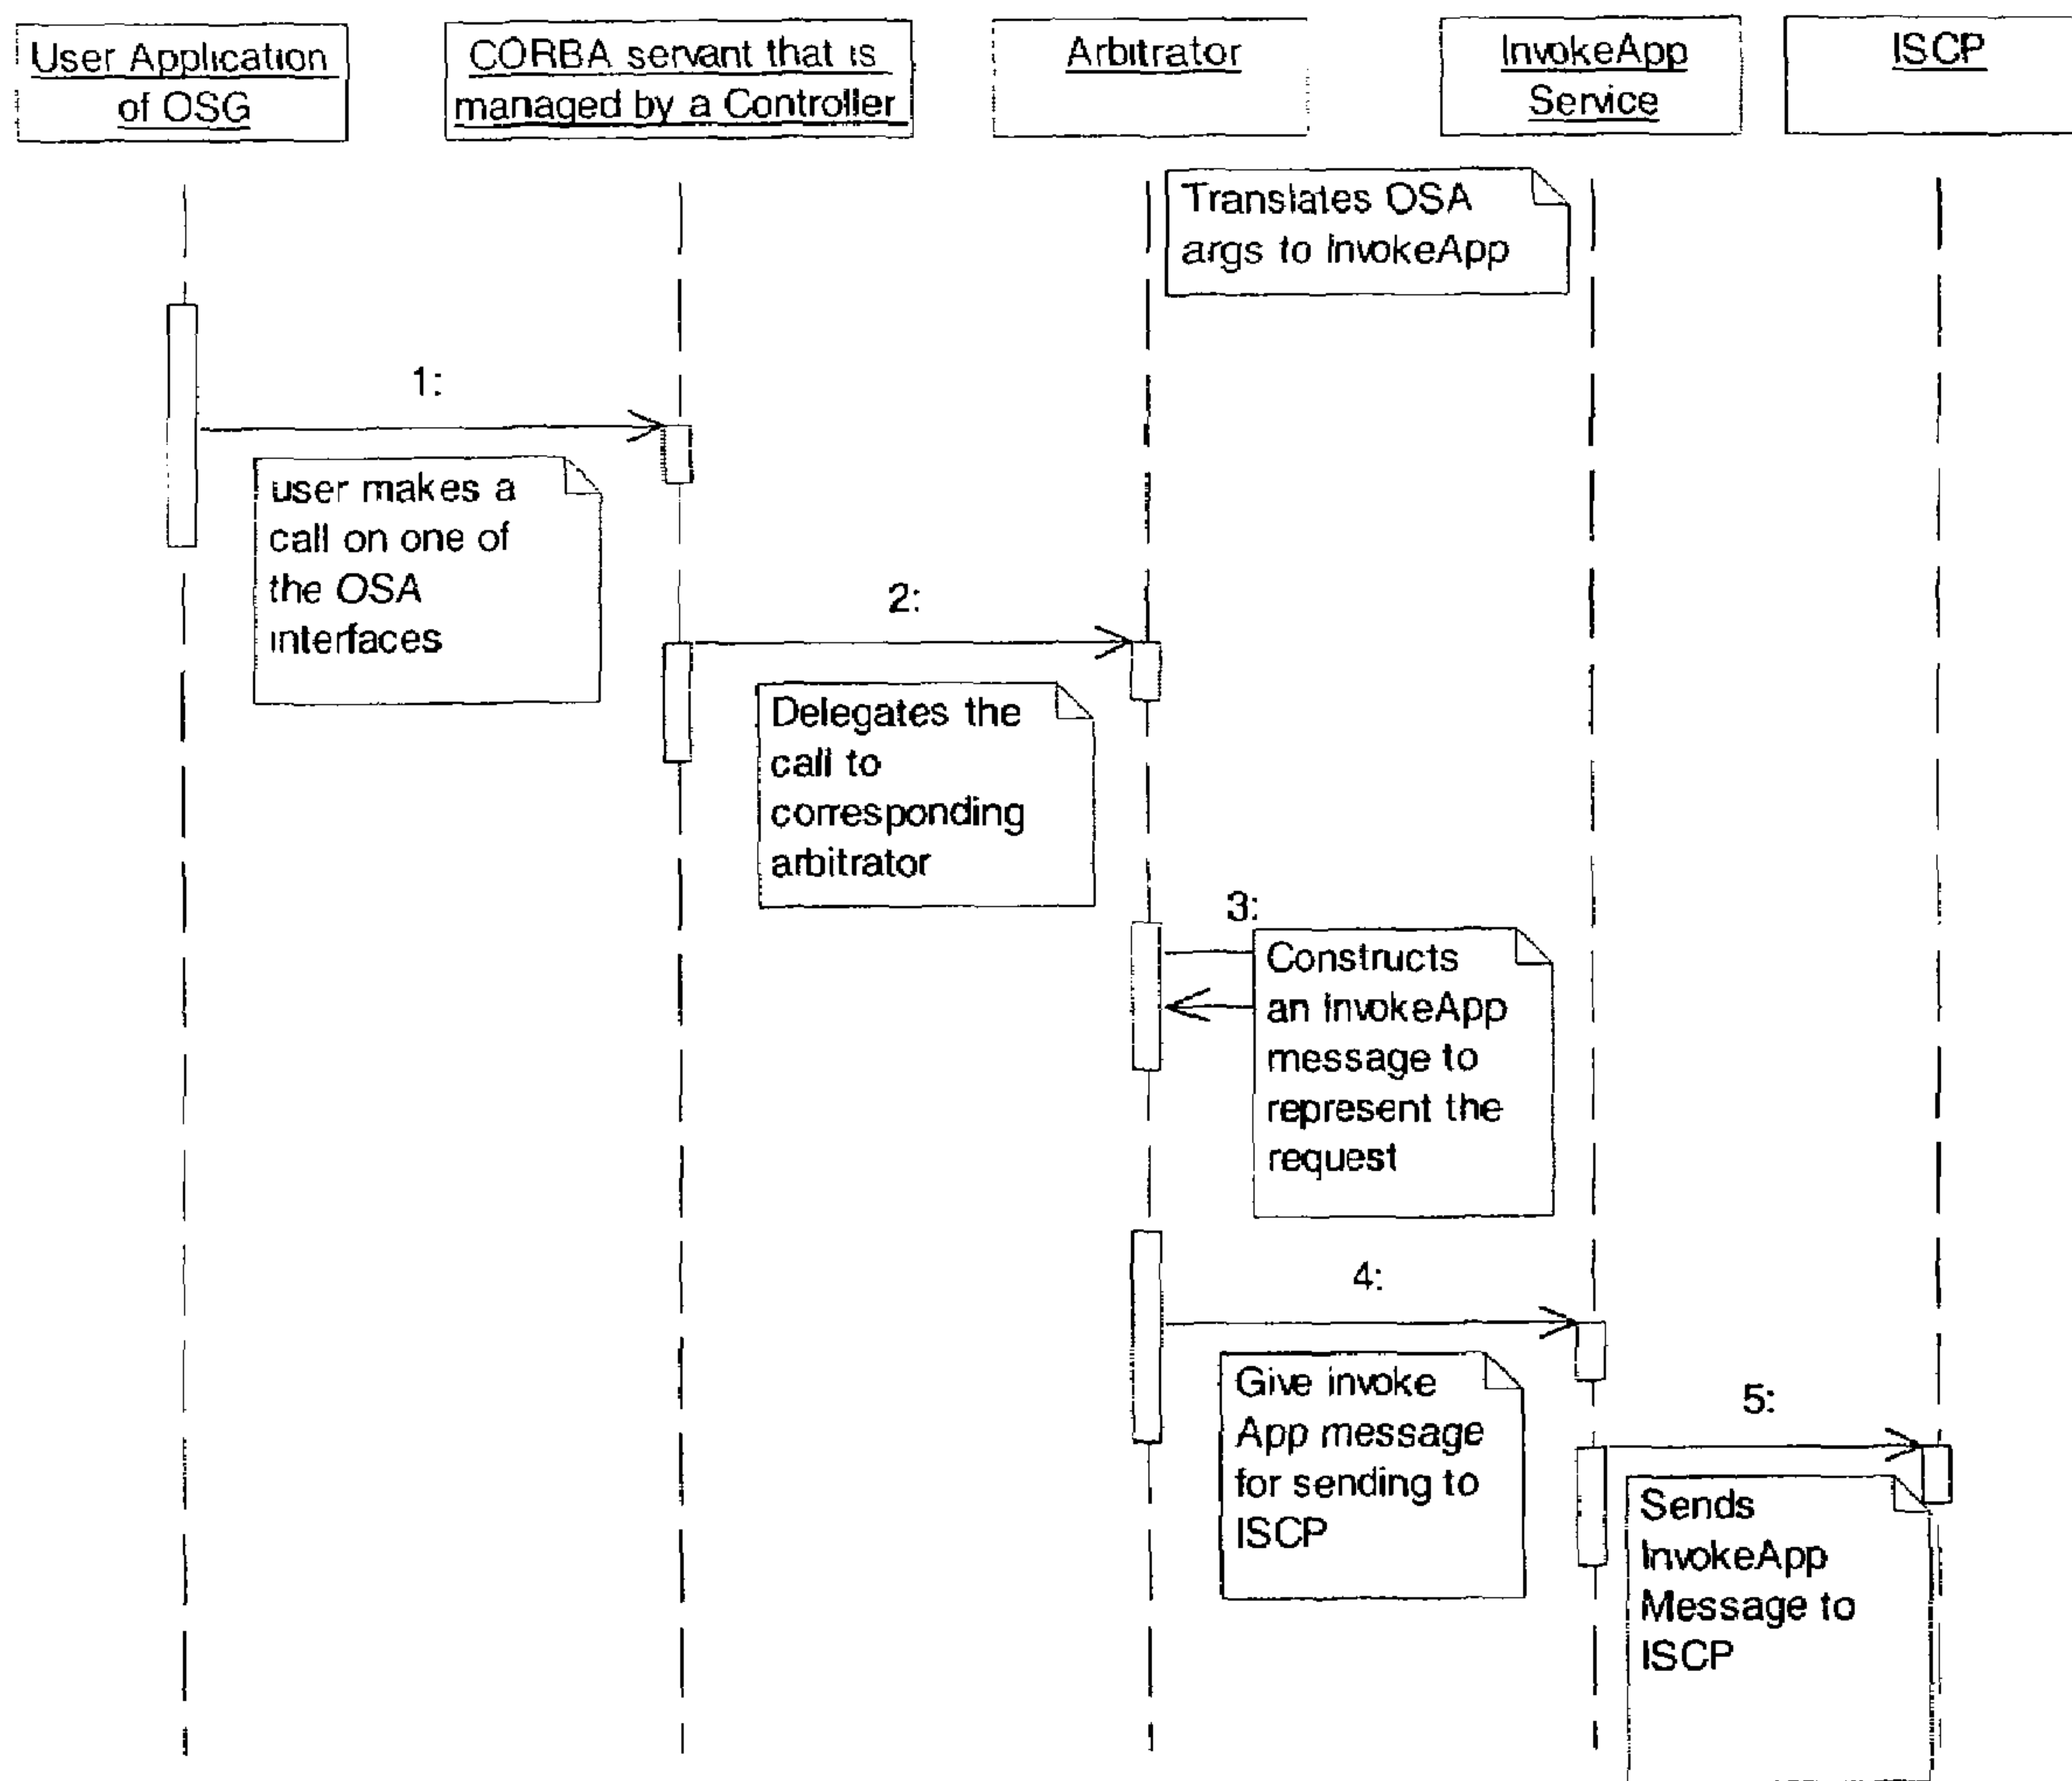 User Application
of OSG
CORBA servant that is
managed by a Controller
Arbitrator
InvokeApp
Service
ISCP
Translates OSA
args to InvokeApp
1:
user makes a
call on one of
the OSA
interfaces
2:
Delegates the
call to
corresponding
arbitrator
3:
Constructs
an InvokeApp
message to
represent the
request
4:
Give invoke
App message
for sending to
ISCP
5:
Sends
InvokeApp
Message to
ISCP